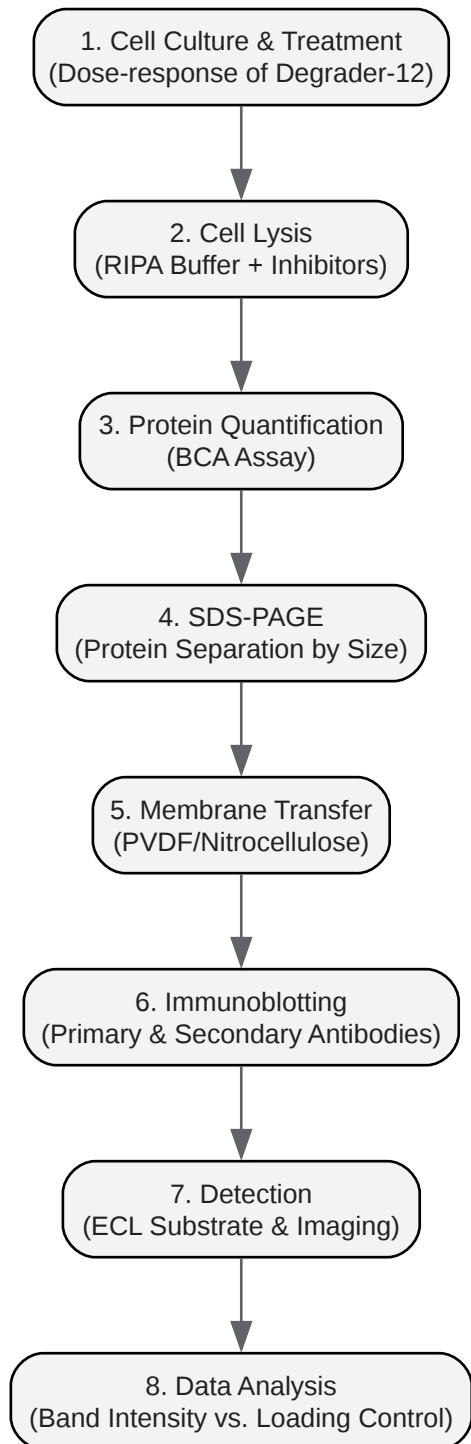 1. Cell Culture & Treatment
(Dose-response of Degrader-12)
2. Cell Lysis
(RIPA Buffer + Inhibitors)
3. Protein Quantification
(BCA Assay)
4. SDS-PAGE
(Protein Separation by Size)
5. Membrane Transfer
(PVDF/Nitrocellulose)
6. Immunoblotting
(Primary & Secondary Antibodies)
7. Detection
(ECL Substrate & Imaging)
8. Data Analysis
(Band Intensity vs. Loading Control)